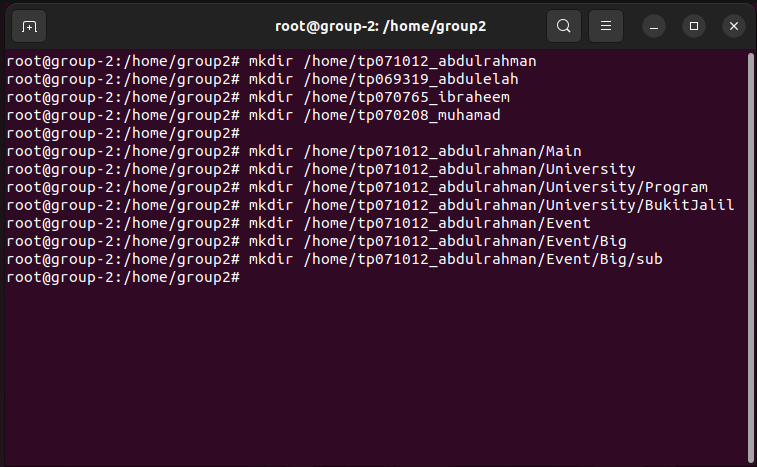 root@group-2: /home/group2
root@group-2:/home/group2# mkdir /home/tp071012_abdulrahman
root@group-2:/home/group2# mkdir /home/tp069319_abdulelah
root@group-2:/home/group2# mkdir /home/tp070765_ibraheem
root@group-2:/home/group2# mkdir /home/tp070208_muhamad
root@group-2:/home/group2#
root@group-2:/home/group2# mkdir /home/tp071012_abdulrahman/Main
root@group-2:/home/group2# mkdir /home/tp071012_abdulrahman/University
root@group-2:/home/group2# mkdir /home/tp071012_abdulrahman/University/Program
root@group-2:/home/group2# mkdir /home/tp071012_abdulrahman/University/BukitJalil
root@group-2:/home/group2# mkdir /home/tp071012_abdulrahman/Event
root@group-2:/home/group2# mkdir /home/tp071012_abdulrahman/Event/Big
root@group-2:/home/group2# mkdir /home/tp071012_abdulrahman/Event/Big/sub
root@group-2:/home/group2#